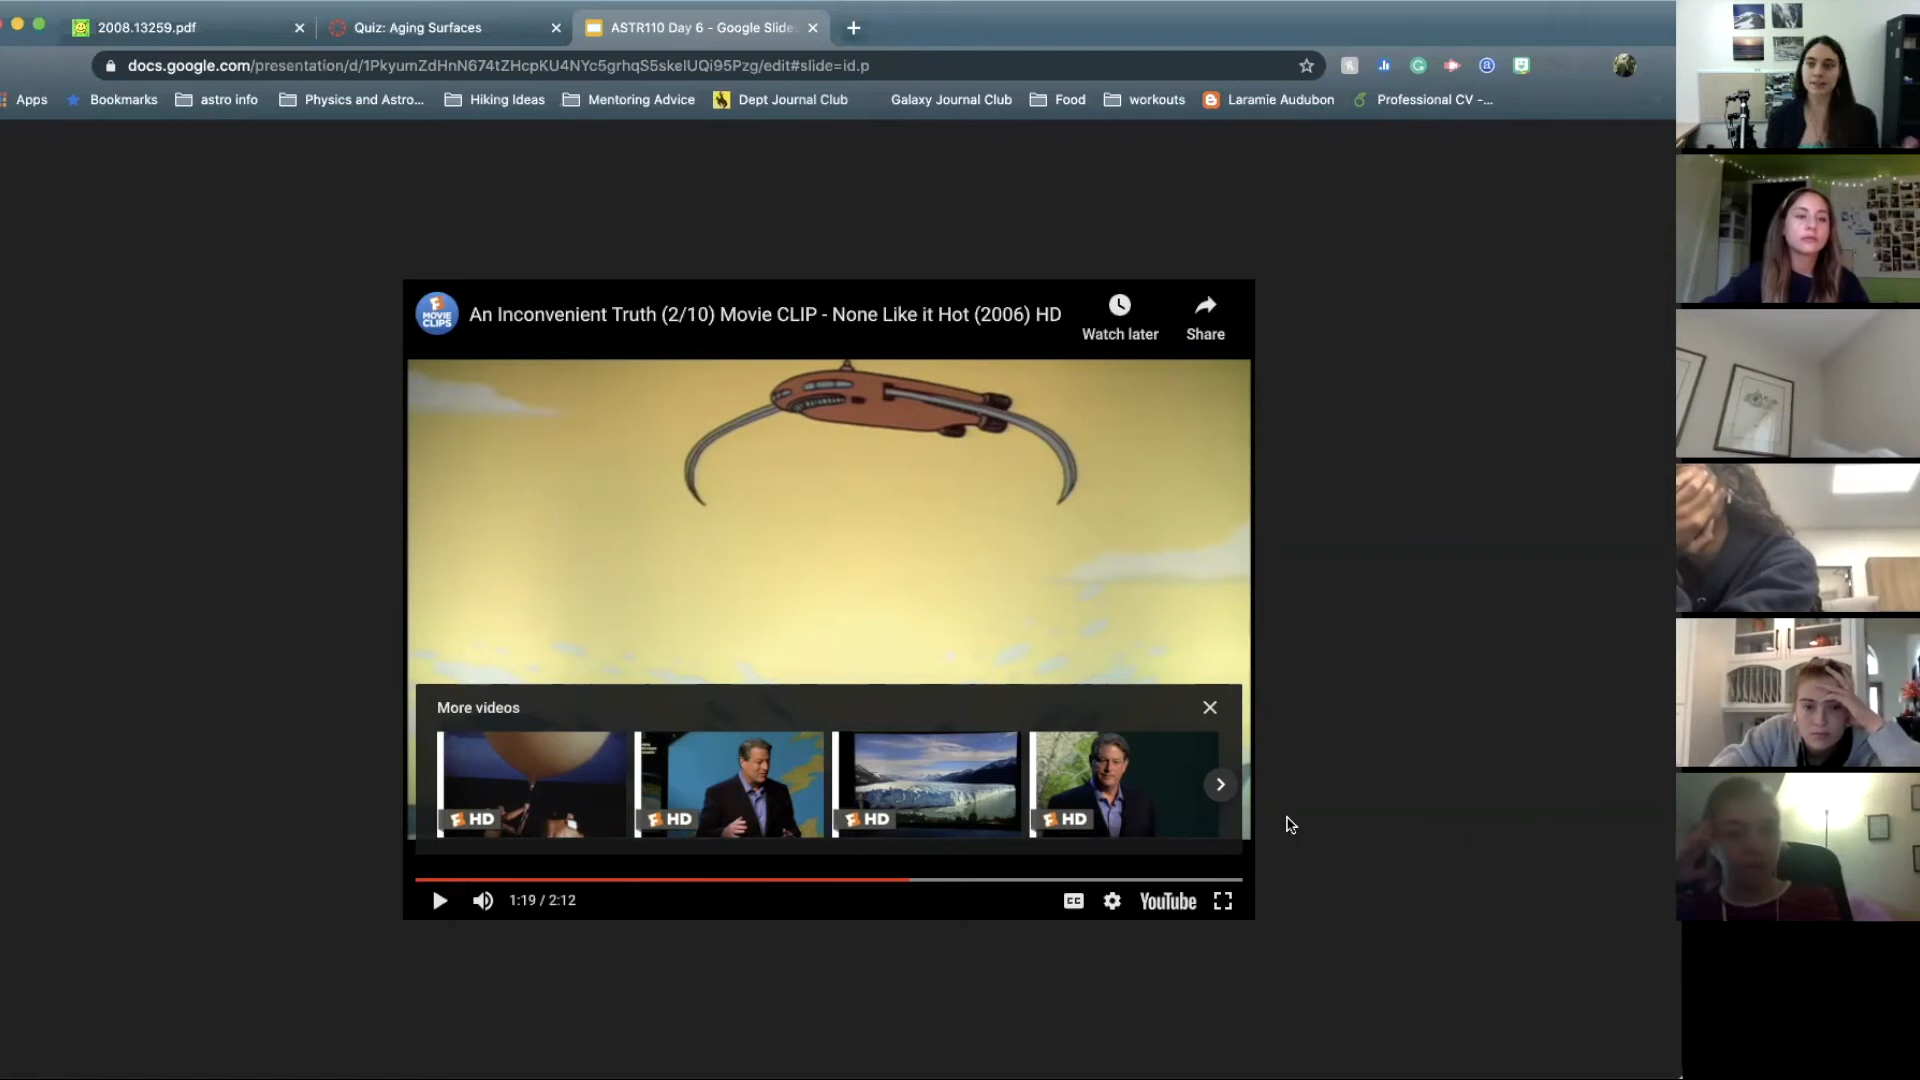 2008.13259.pdf
Quiz: Aging Surfaces
ASTR110 Day 6 - Google Slide
docs.google.com/presentation/d/1PkyumZdHnN674tZHcpKU4NYc5grhqS5skelUQi95Pzg/edit#slide=id.p
Apps
Bookmarks
astro info
Physics and Astro...
Hiking Ideas
Mentoring Advice
Dept Journal Club
Galaxy Journal Club
Food
workouts
Laramie Audubon
Professional CV -...
MOVIE CLIPS
An Inconvenient Truth (2/10) Movie CLIP - None Like it Hot (2006) HD
Watch later
Share
More videos
HD
HD
HD
HD
1:19 / 2:12
CC
YouTube